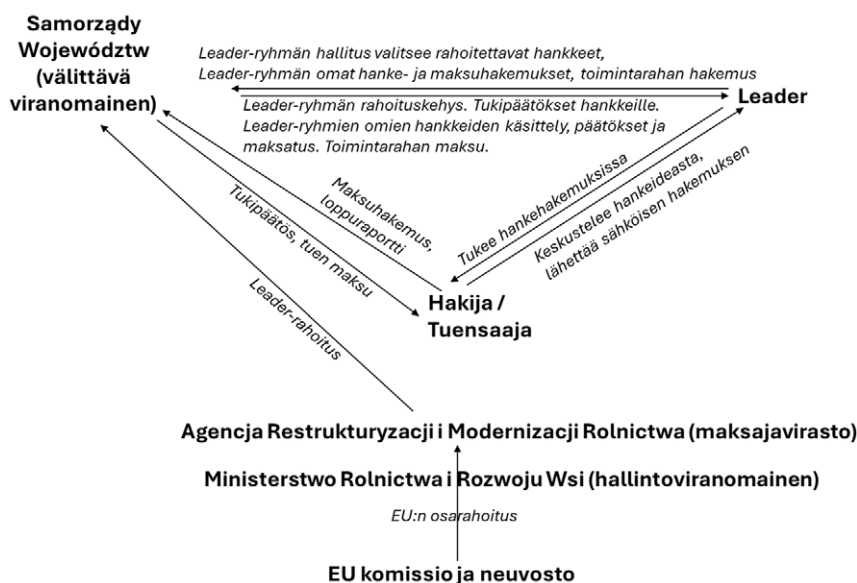 Samorządy
Województw
(välittävä
viranomainen)
Leader-ryhmän hallitus valitsee rahoitettavat hankkeet,
Leader-ryhmän omat hanke- ja maksuhakemukset, toimintarahan hakemus
Leader
Leader-ryhmän rahoituskehys. Tukipäätökset hankkeille.
Leader-ryhmien omien hankkeiden käsittely, päätökset ja
maksatus. Toimintarahan maksu.
Maksuhakemus,
loppuraportti
Tukipäätös, tuen maksu
Leader-rahoitus
Tukee hankehakemuksissa
Keskustelee hankeideasta,
lähettää sähköisen hakemuksen
Hakija /
Tuensaaja
Agencja Restrukturyzacji i Modernizacji Rolnictwa (maksajavirasto)
Ministerstwo Rolnictwa i Rozwoju Wsi (hallintoviranomainen)
EU:n osarahoitus
EU komissio ja neuvosto